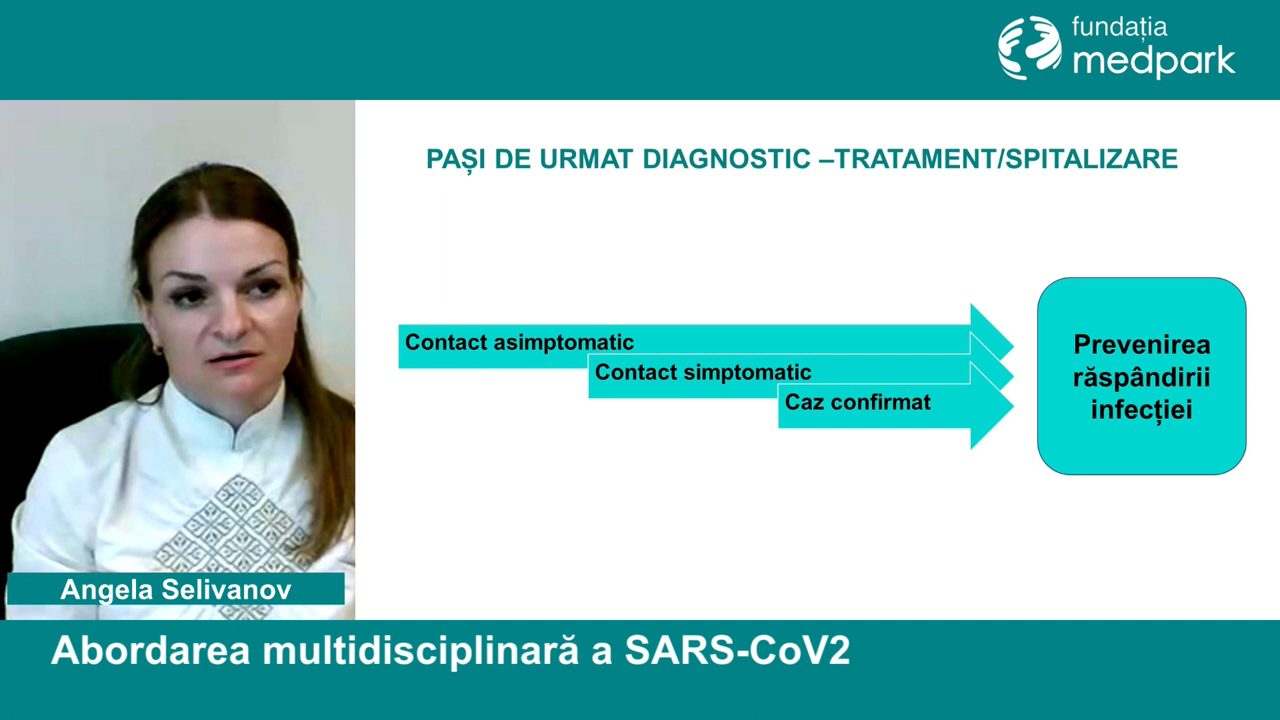 fundația
medpark
PAȘI DE URMAT DIAGNOSTIC –TRATAMENT/SPITALIZARE
Contact asimptomatic
Contact simptomatic
Caz confirmat
Prevenirea
răspândirii
infecției
Angela Selivanov
Abordarea multidisciplinară a SARS-CoV2